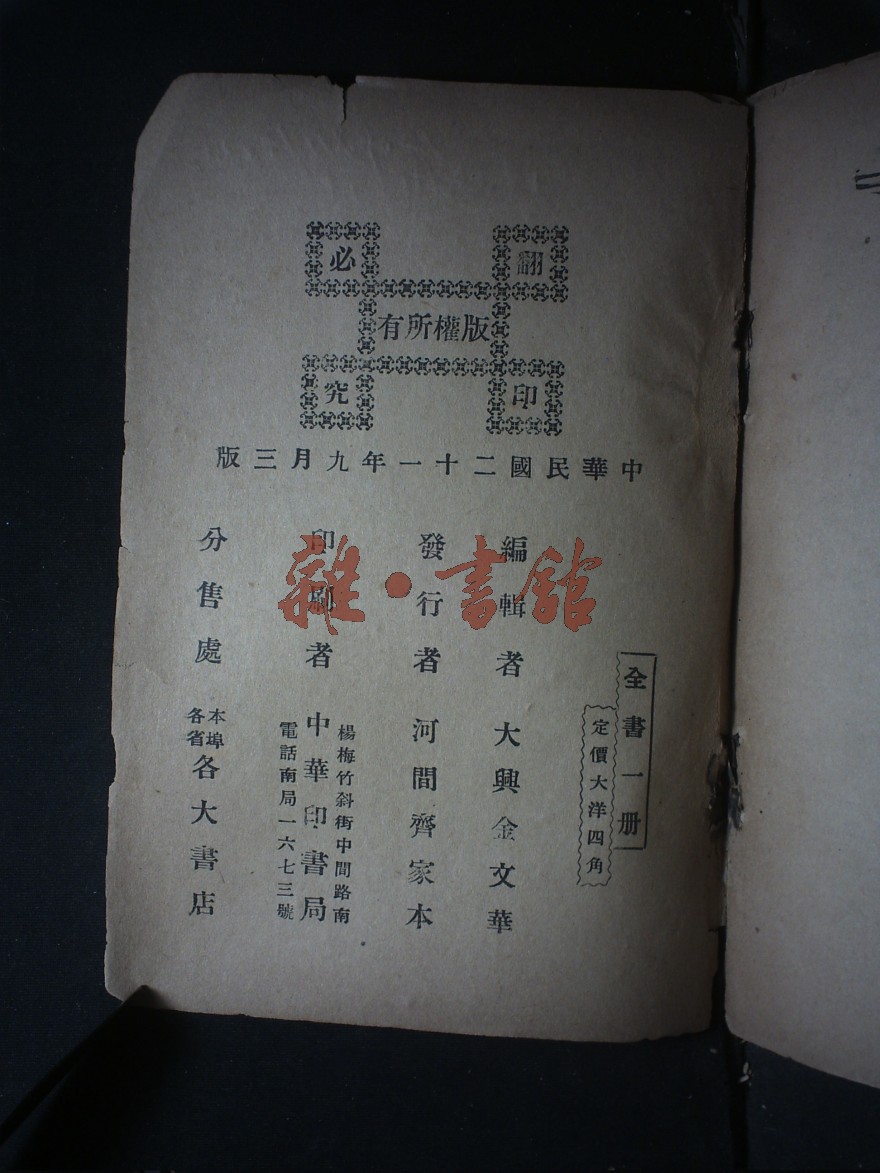 翻印必究
版權所有
中華民國二十一年九月三版
全書一册
定價大洋四角
編輯者 大興金文華
發行者 河間齊家本
印刷者 中華印書局
楊梅竹斜街中間路南
電話南局一六七三號
分售處 本埠各省各大書店
雜·書館